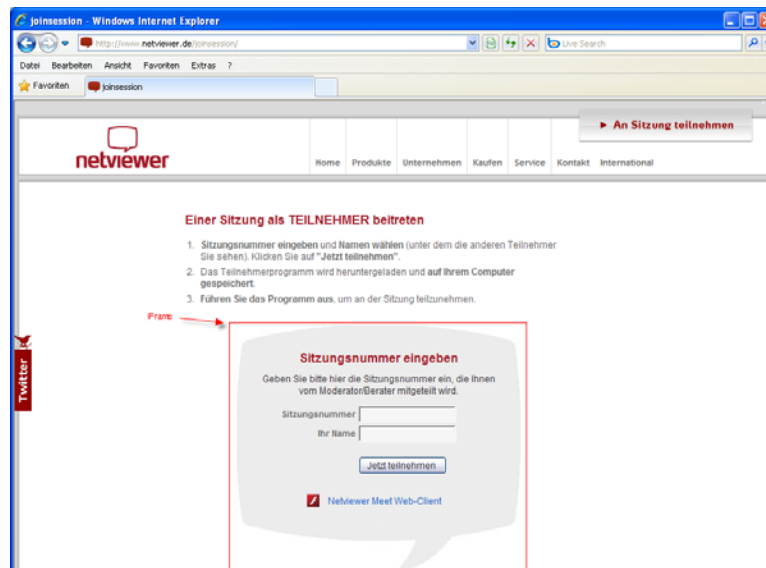 joinsession - Windows Internet Explorer
http://www.netviewer.de/joinsession/
Live Search
Datei Bearbeiten Ansicht Favoriten Extras ?
Favoriten joinsession
An Sitzung teilnehmen
netviewer
Home Produkte Unternehmen Kaufen Service Kontakt International
Einer Sitzung als TEILNEHMER beitreten
1. Sitzungsnummer eingeben und Namen wählen (unter dem die anderen Teilnehmer
Sie sehen). Klicken Sie auf "Jetzt teilnehmen".
2. Das Teilnehmerprogramm wird heruntergeladen und auf Ihrem Computer
gespeichert.
3. Führen Sie das Programm aus, um an der Sitzung teilzunehmen.
iFrame
Twitter
Sitzungsnummer eingeben
Geben Sie bitte hier die Sitzungsnummer ein, die Ihnen
vom Moderator/Berater mitgeteilt wird.
Sitzungsnummer
Ihr Name
Jetzt teilnehmen
Netviewer Meet Web-Client